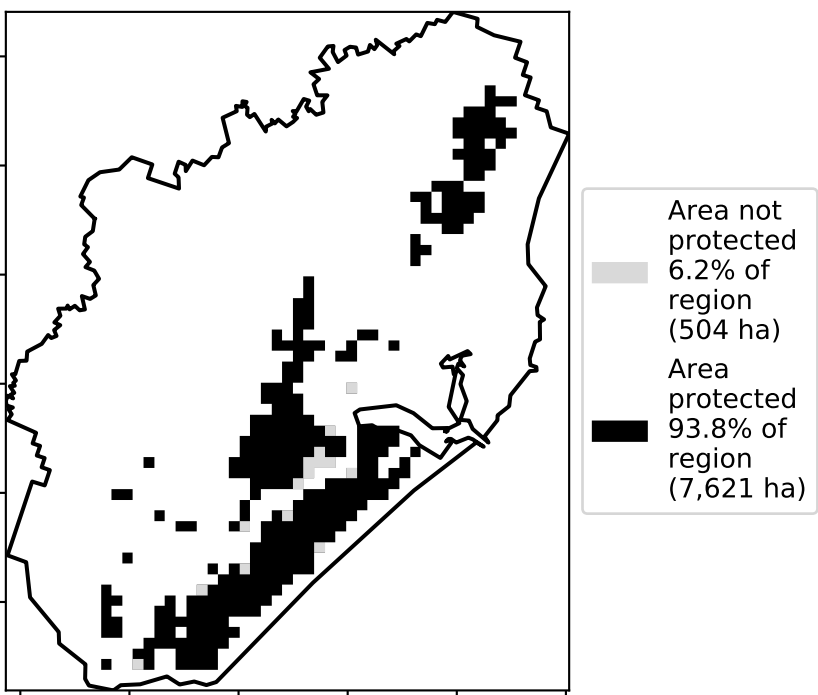 Area not
protected
6.2% of
region
(504 ha)
Area
protected
93.8% of
region
(7,621 ha)